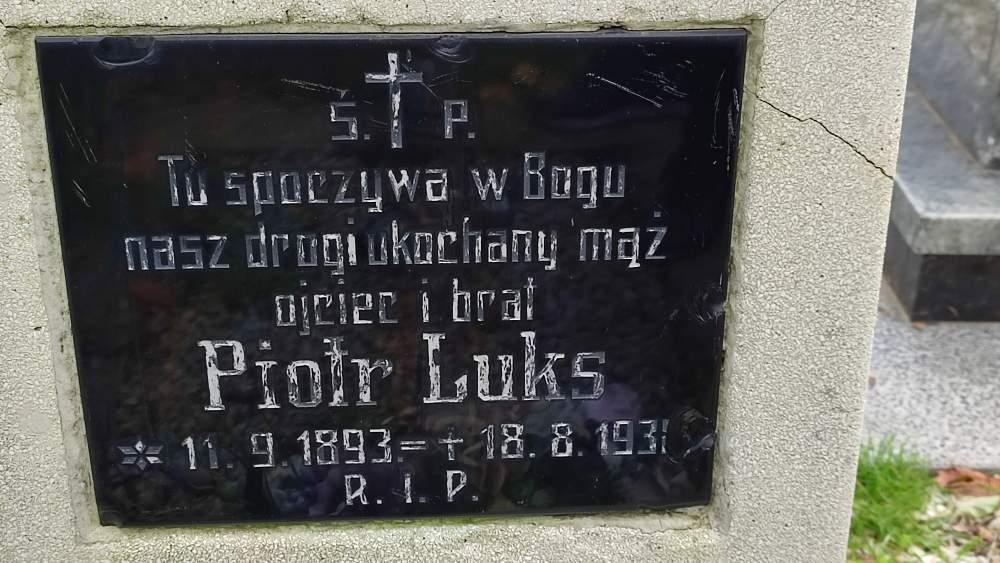 Ś. P.
Tu spoczywa w Bogu
nasz drogi ukochany mąż
ojciec i brat
Piotr Luks
11. 9. 1893. = + 18. 8.
R. I. P.